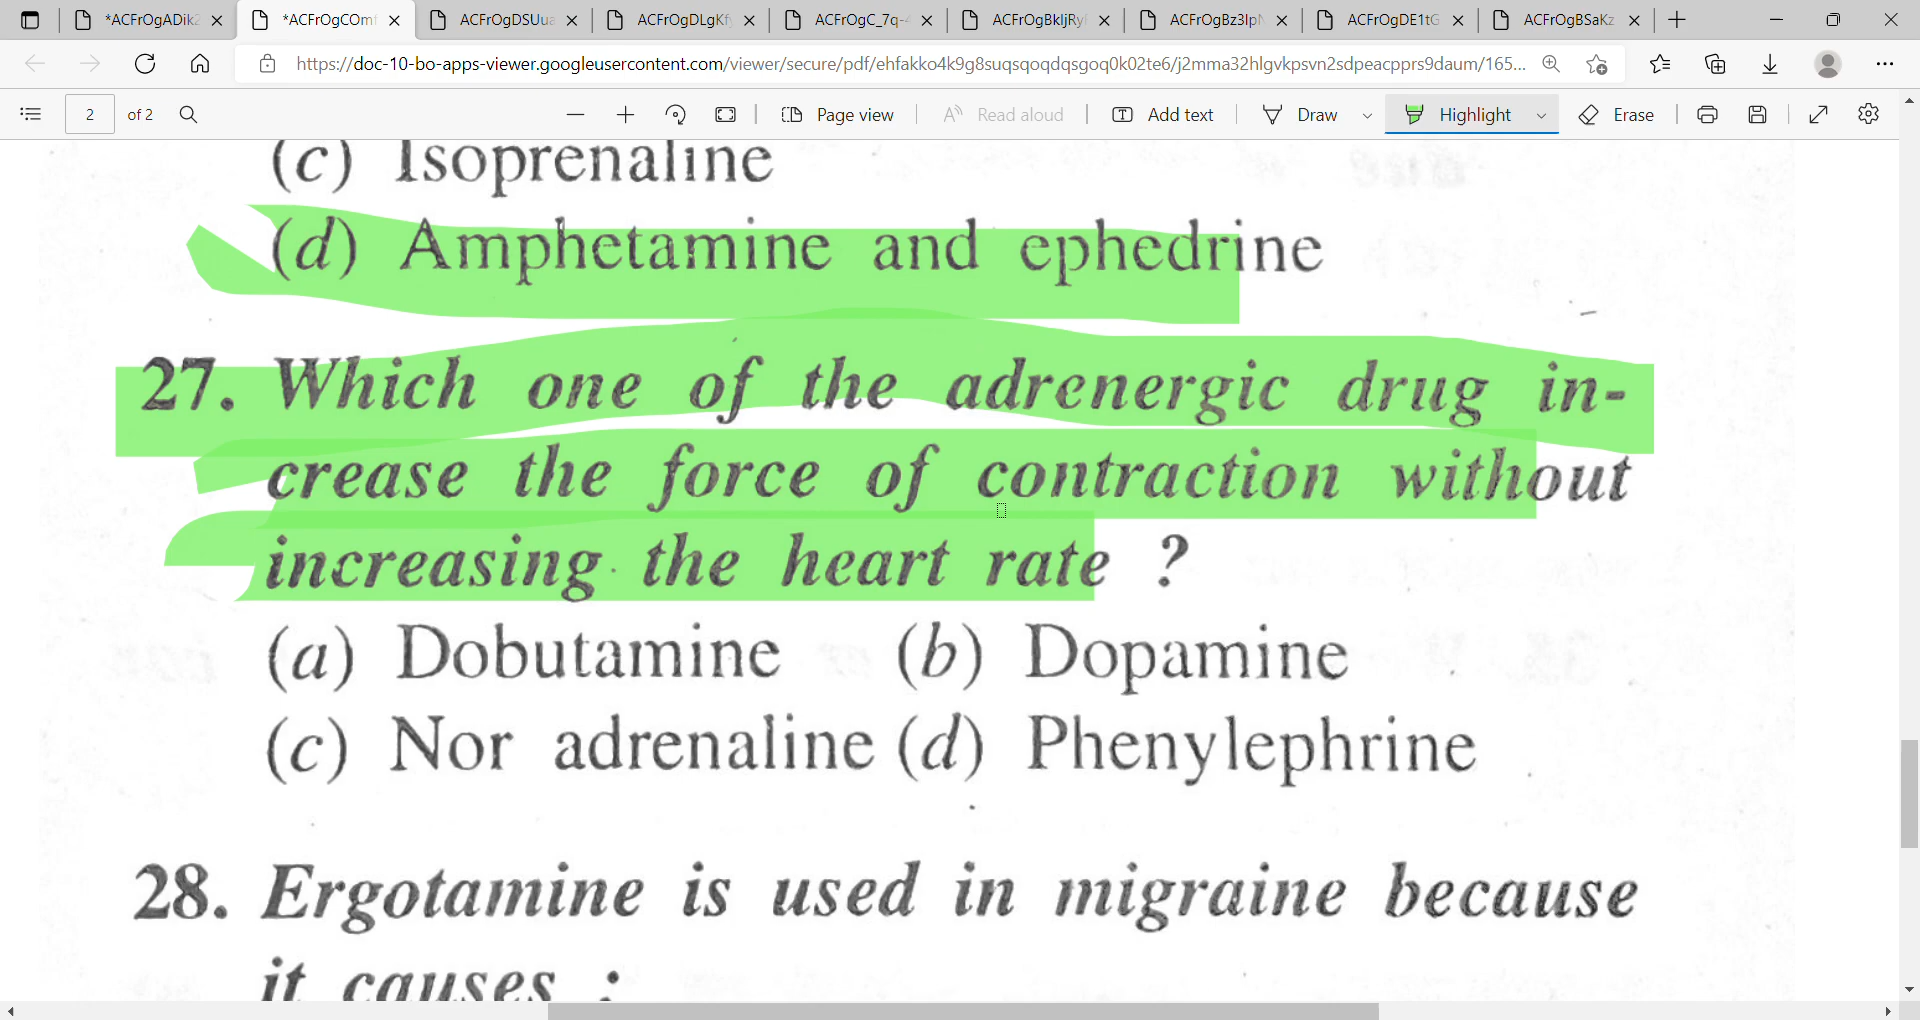 *ACFrOgADik
*ACFrOgCOm
ACFrOgDSUu
ACFrOgDLgKf
ACFrOgC_7q-
ACFrOgBkljRy
ACFrOgBz3lp
ACFrOgDE1tG
ACFrOgBSaKz
https://doc-10-bo-apps-viewer.googleusercontent.com/viewer/secure/pdf/ehfakko4k9g8suqsqoqdqsgoq0k02te6/j2mma32hlgvkpsvn2sdpeacpprs9daum/165...
2 of 2 Page view Read aloud Add text Draw Highlight Erase
(c) Isoprenaline
(d) Amphetamine and ephedrine
27. Which one of the adrenergic drug in-
crease the force of contraction without
increasing the heart rate ?
(a) Dobutamine (b) Dopamine
(c) Nor adrenaline (d) Phenylephrine
28. Ergotamine is used in migraine because
it causes :